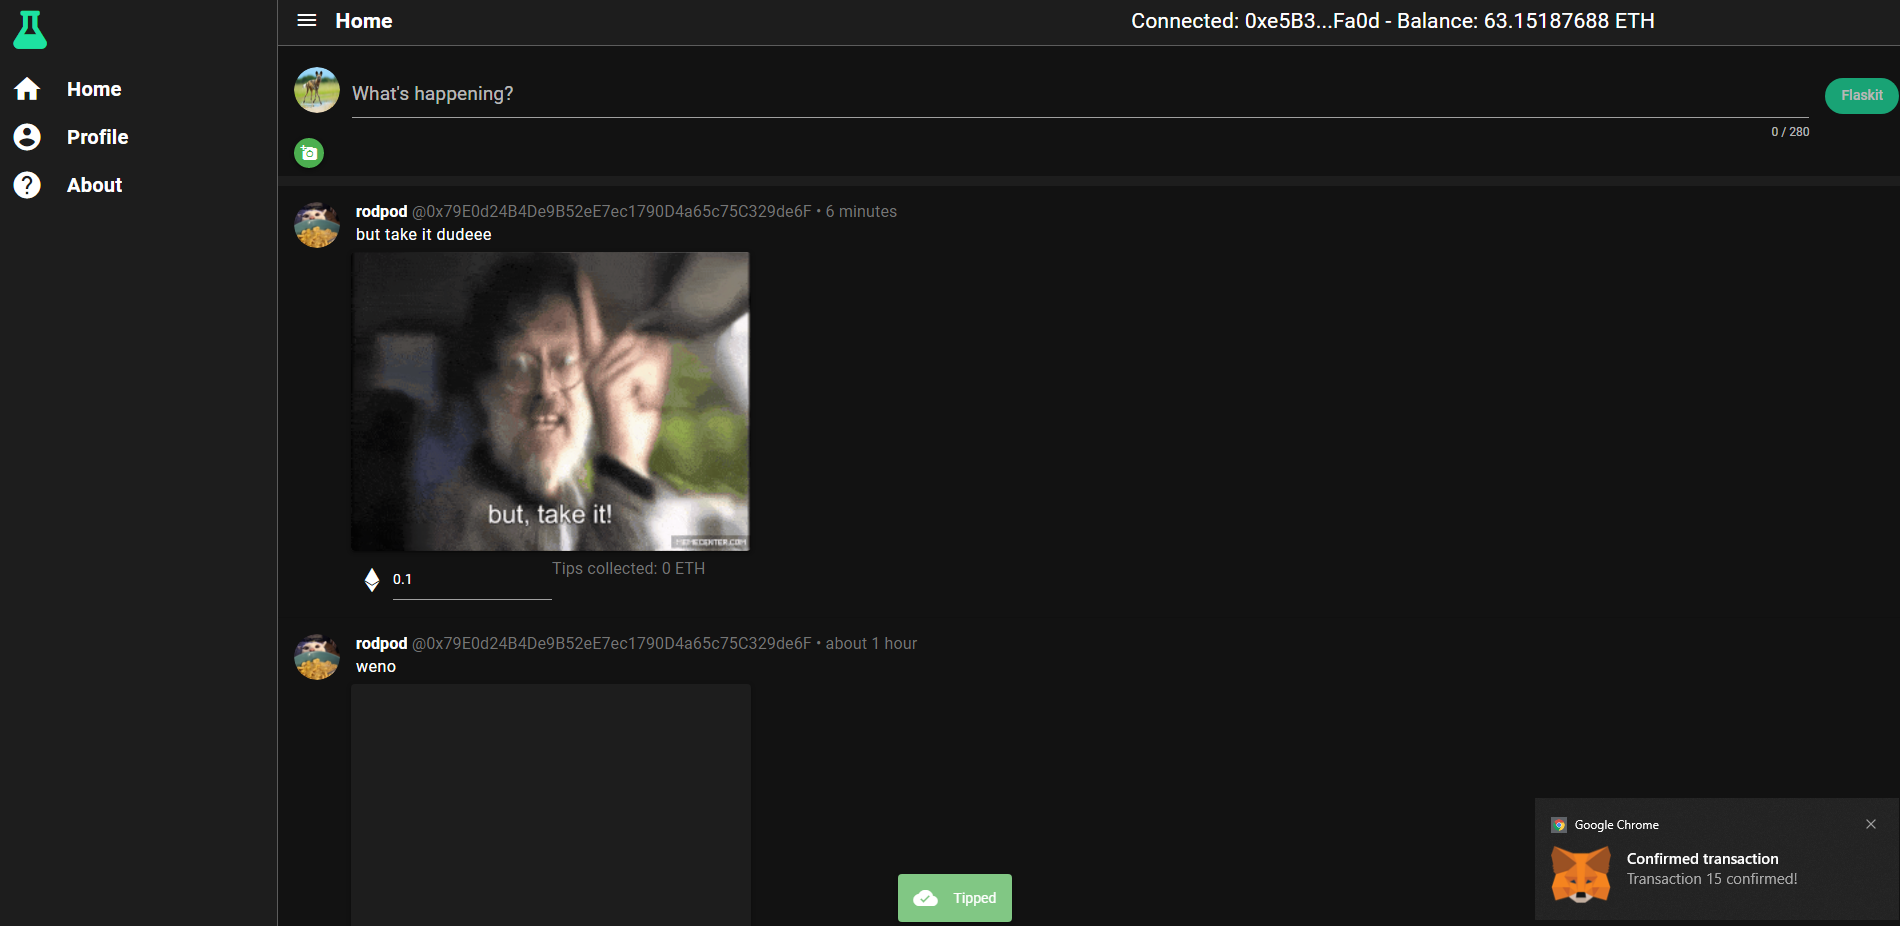 Home
Connected: 0xe5B3...Fa0d - Balance: 63.15187688 ETH
Home
Profile
About
What's happening?
Flaskit
0 / 280
rodpod @0x79E0d24B4De9B52eE7ec1790D4a65c75C329de6F • 6 minutes
but take it dudeee
but, take it!
MEMECENTER.COM
0.1
Tips collected: 0 ETH
rodpod @0x79E0d24B4De9B52eE7ec1790D4a65c75C329de6F • about 1 hour
weno
Google Chrome
Confirmed transaction
Transaction 15 confirmed!
Tipped